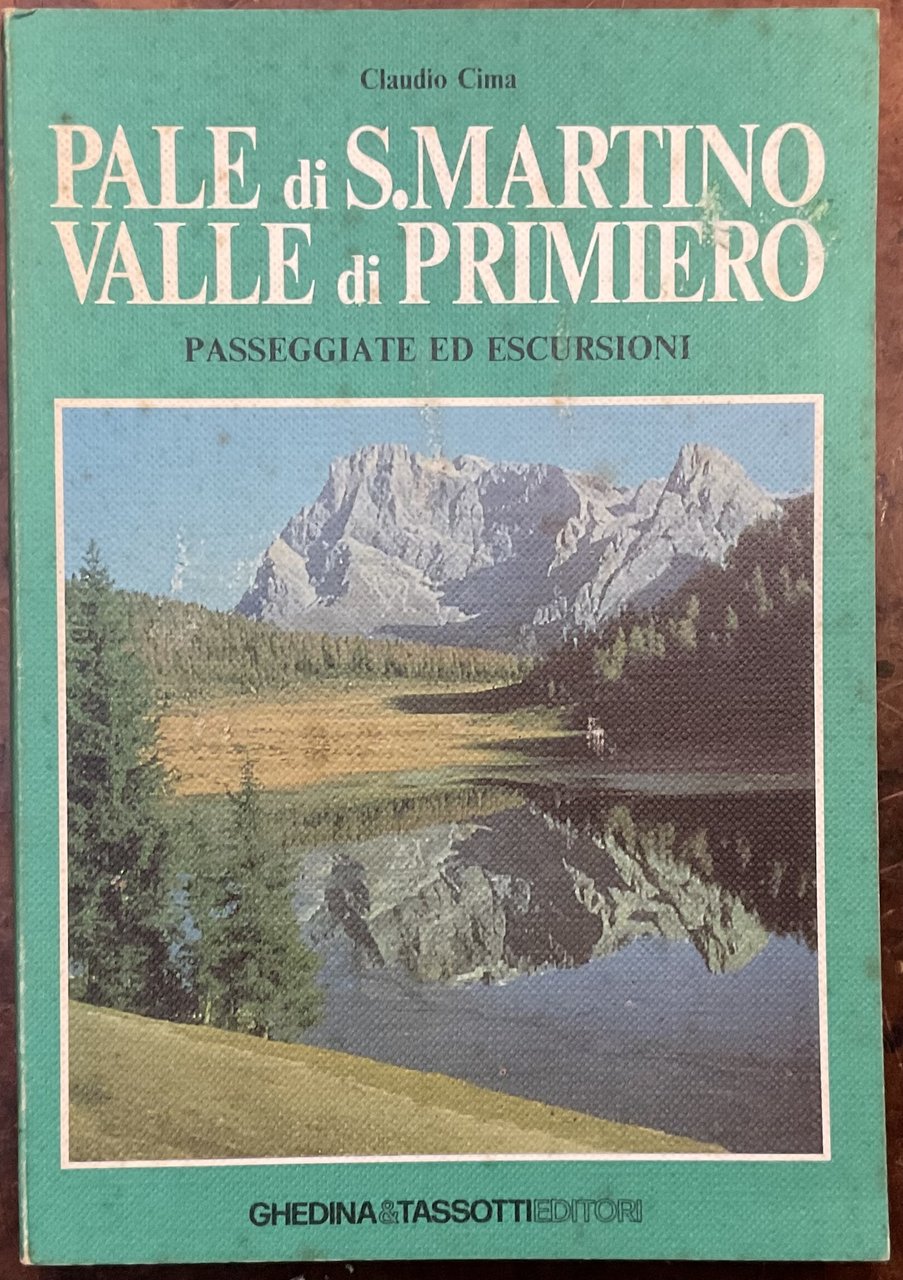 Claudio Cima
PALE di S.MARTINO
VALLE di PRIMIERO
PASSEGGIATE ED ESCURSIONI
GHEDINA&TASSOTTIEDITORI